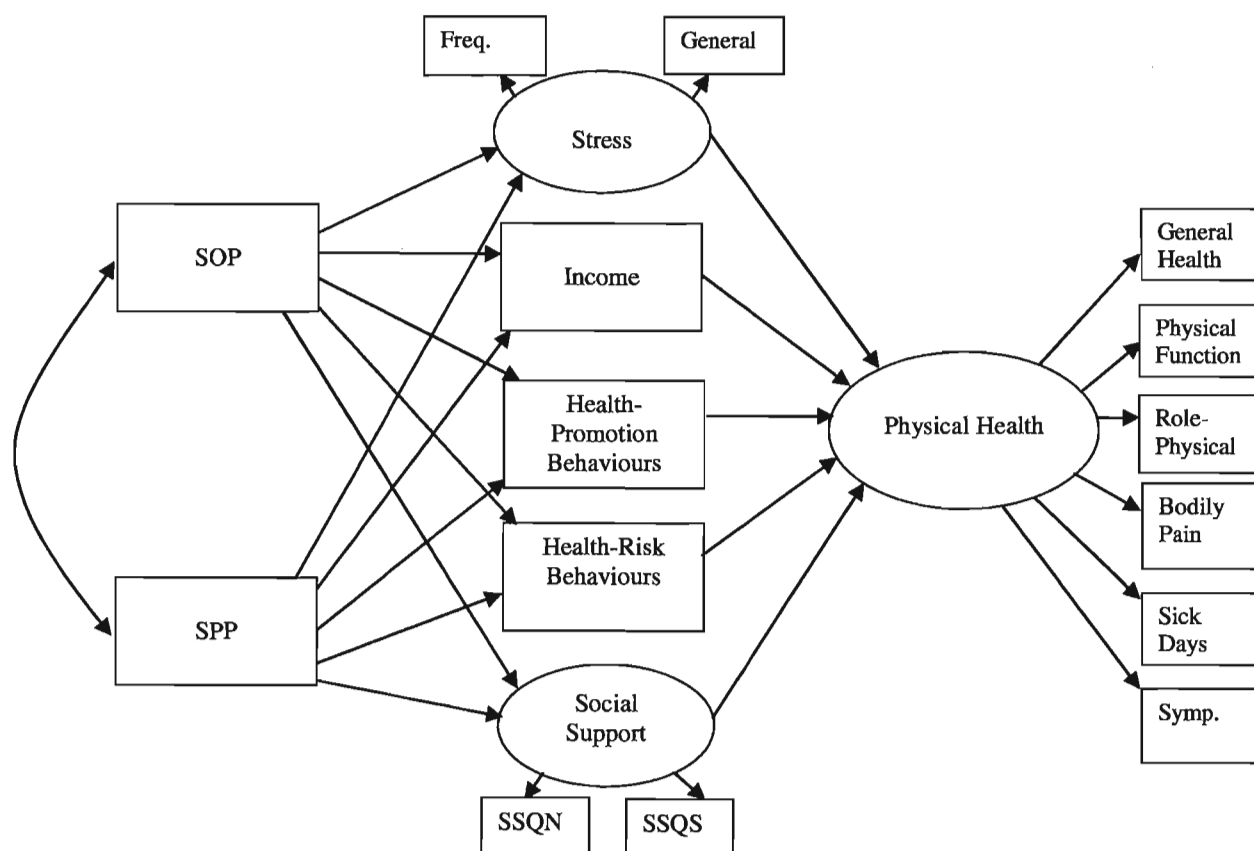 Freq.
General
Stress
SOP
Income
General
Health
Physical
Function
Health-
Promotion
Behaviours
Physical Health
Role-
Physical
Bodily
Pain
Health-Risk
Behaviours
SPP
Sick
Days
Social
Support
Symp.
SSQN
SSQS